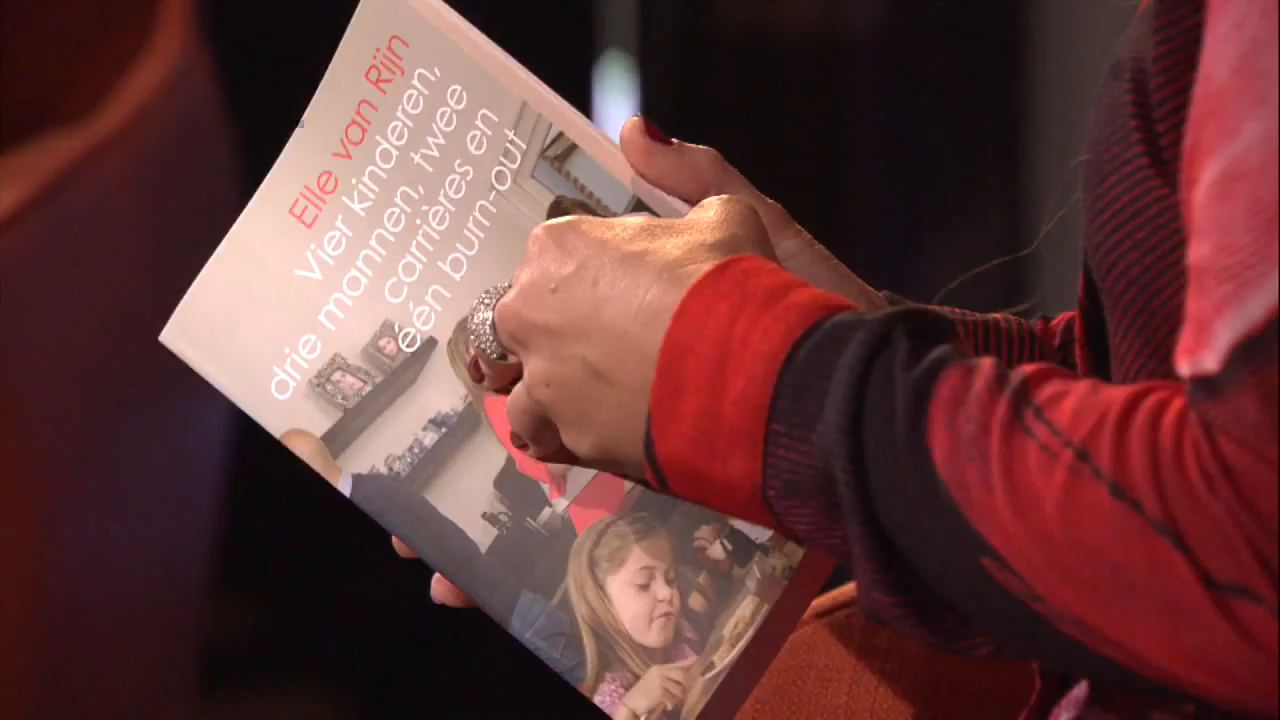 Elle van Rijn
Vier kinderen,
drie mannen, twee
carrières en
één burn-out